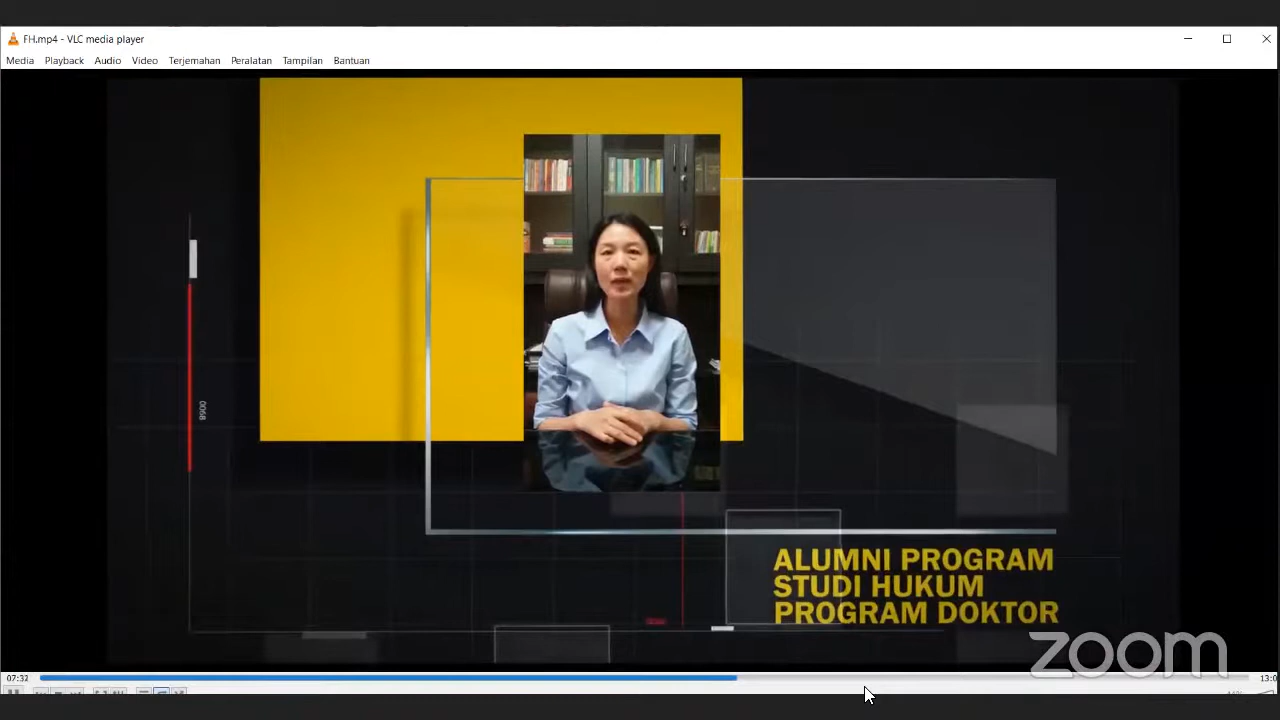 FH.mp4 - VLC media player
Media Playback Audio Video Terjemahan Peralatan Tampilan Bantuan
0068
ALUMNI PROGRAM
STUDI HUKUM
PROGRAM DOKTOR
zoom
07:32